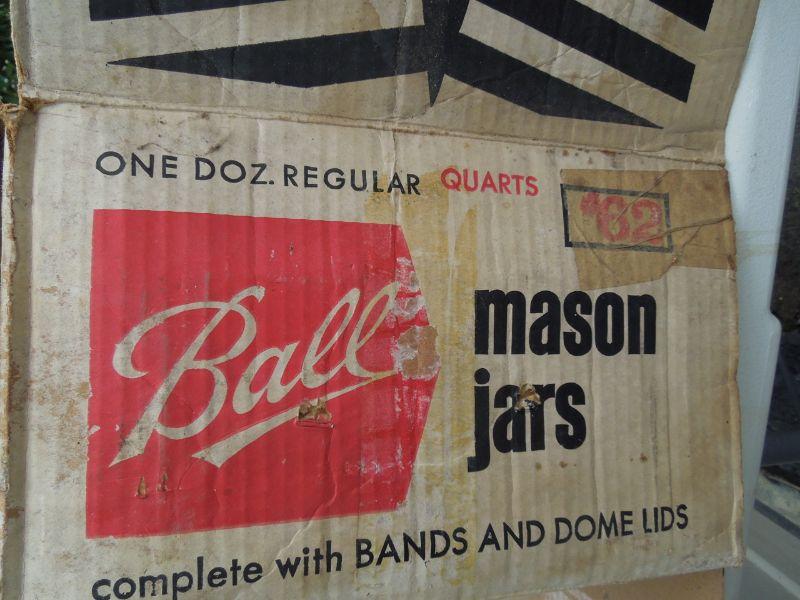 ONE DOZ. REGULAR QUARTS
#62
Ball
mason
jars
complete with BANDS AND DOME LIDS